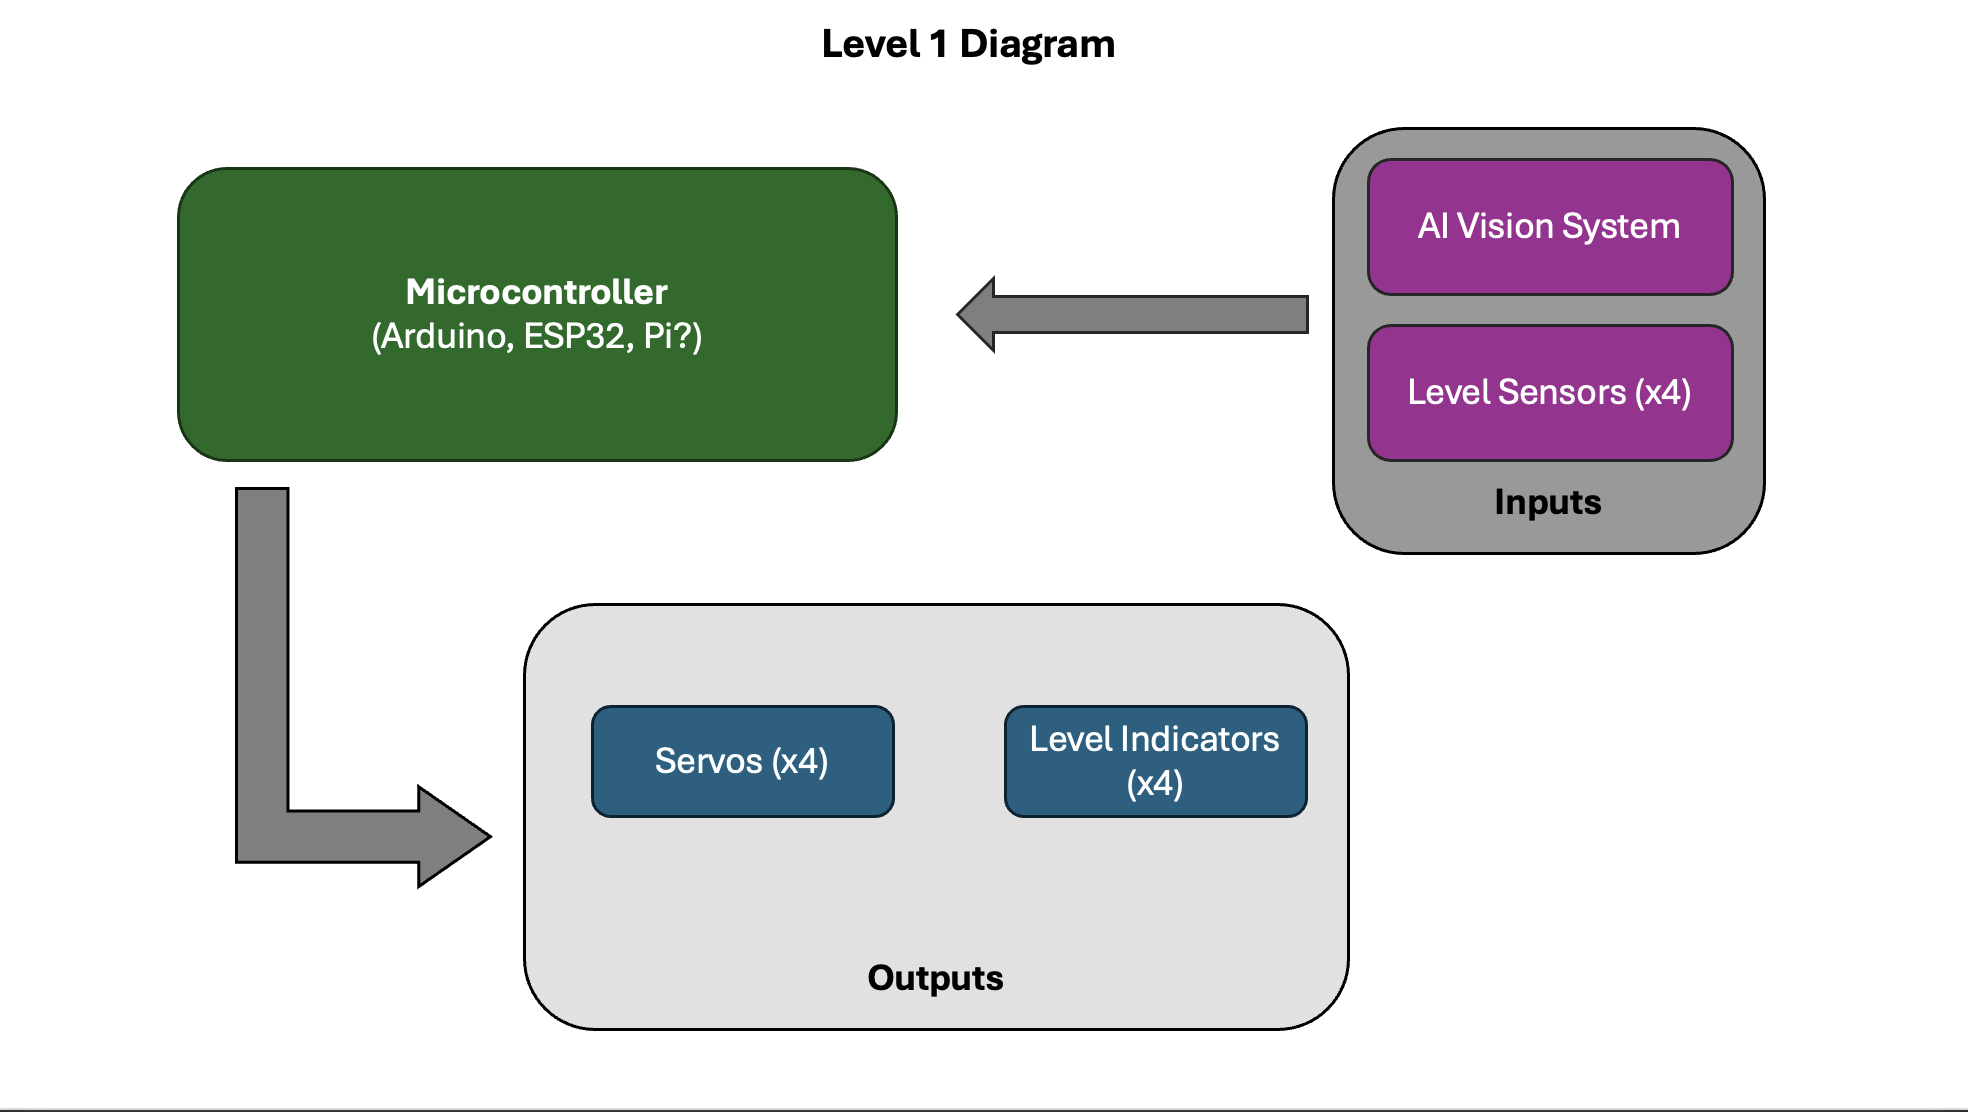 Level 1 Diagram
Microcontroller
(Arduino, ESP32, Pi?)
AI Vision System
Level Sensors (x4)
Inputs
Servos (x4)
Level Indicators
(x4)
Outputs